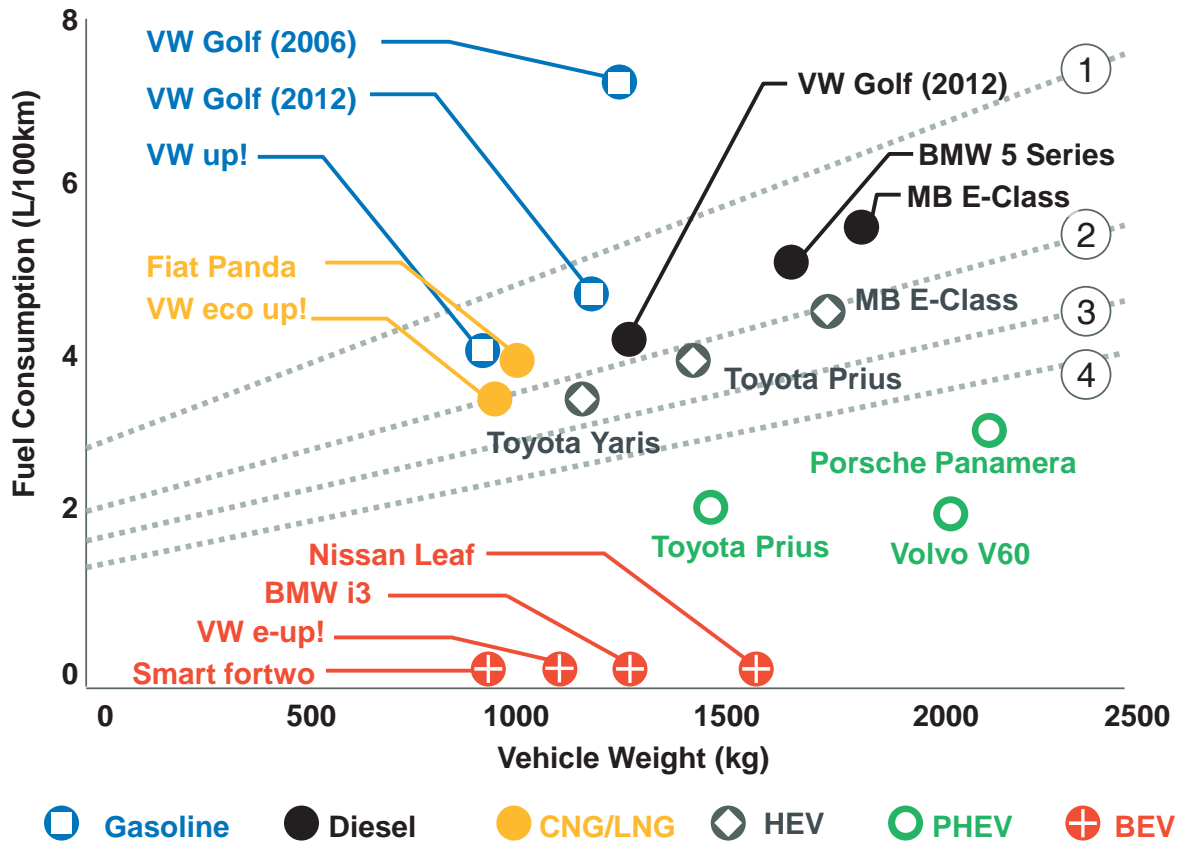 8
VW Golf (2006)
1
VW Golf (2012)
VW Golf (2012)
VW up!
BMW 5 Series
6
MB E-Class
2
Fiat Panda
VW eco up!
MB E-Class
3
4
Toyota Prius
4
Toyota Yaris
Porsche Panamera
2
Toyota Prius
Volvo V60
Nissan Leaf
BMW i3
VW e-up!
Smart fortwo
0
Fuel Consumption (L/100km)
0 500 1000 1500 2000 2500
Vehicle Weight (kg)
Gasoline Diesel CNG/LNG HEV PHEV BEV